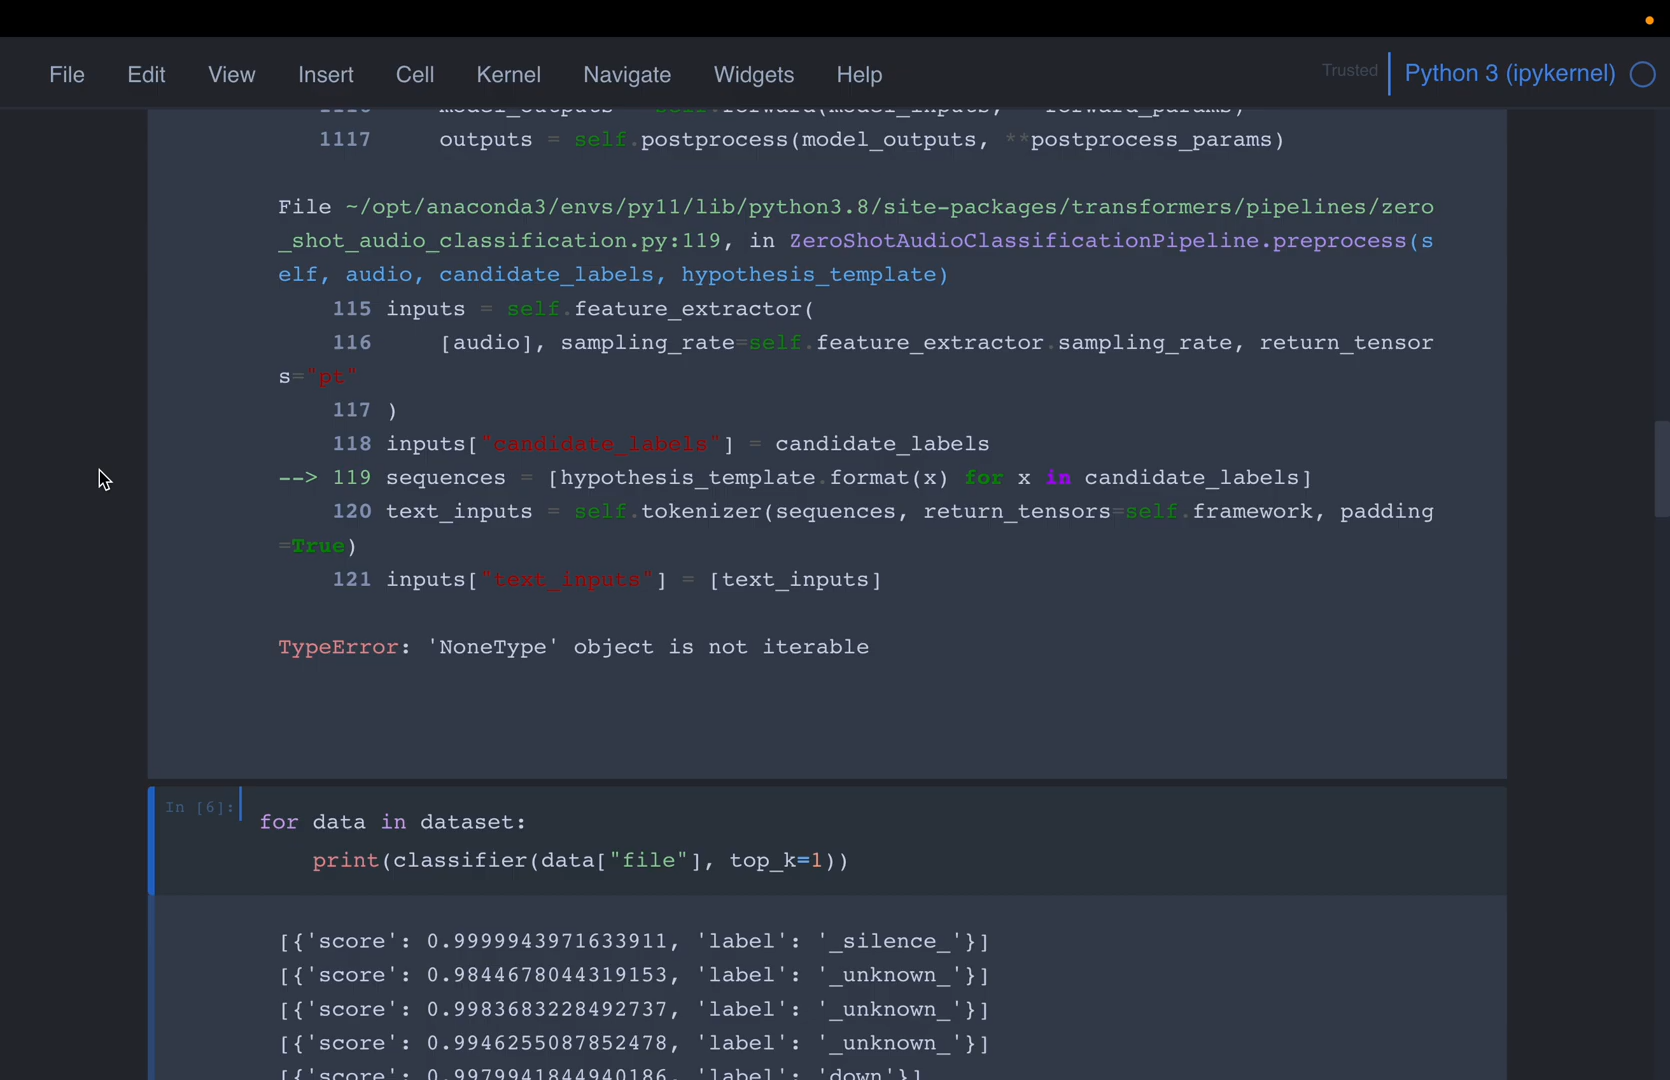 File Edit View Insert Cell Kernel Navigate Widgets Help Trusted Python 3 (ipykernel)
1117 outputs = self.postprocess(model_outputs, **postprocess_params)
File ~/opt/anaconda3/envs/py11/lib/python3.8/site-packages/transformers/pipelines/zero
_shot_audio_classification.py:119, in ZeroShotAudioClassificationPipeline.preprocess(s
elf, audio, candidate_labels, hypothesis_template)
115 inputs = self.feature_extractor(
116 [audio], sampling_rate=self.feature_extractor.sampling_rate, return_tensor
s="pt"
117 )
118 inputs["candidate_labels"] = candidate_labels
--> 119 sequences = [hypothesis_template.format(x) for x in candidate_labels]
120 text_inputs = self.tokenizer(sequences, return_tensors=self.framework, padding
=True)
121 inputs["text_inputs"] = [text_inputs]
TypeError: 'NoneType' object is not iterable
In [6]: for data in dataset:
print(classifier(data["file"], top_k=1))
[{'score': 0.9999943971633911, 'label': '_silence_'}]
[{'score': 0.9844678044319153, 'label': '_unknown_'}]
[{'score': 0.9983683228492737, 'label': '_unknown_'}]
[{'score': 0.9946255087852478, 'label': '_unknown_'}]
[{'score': 0.9979941844940186, 'label': 'down'}]